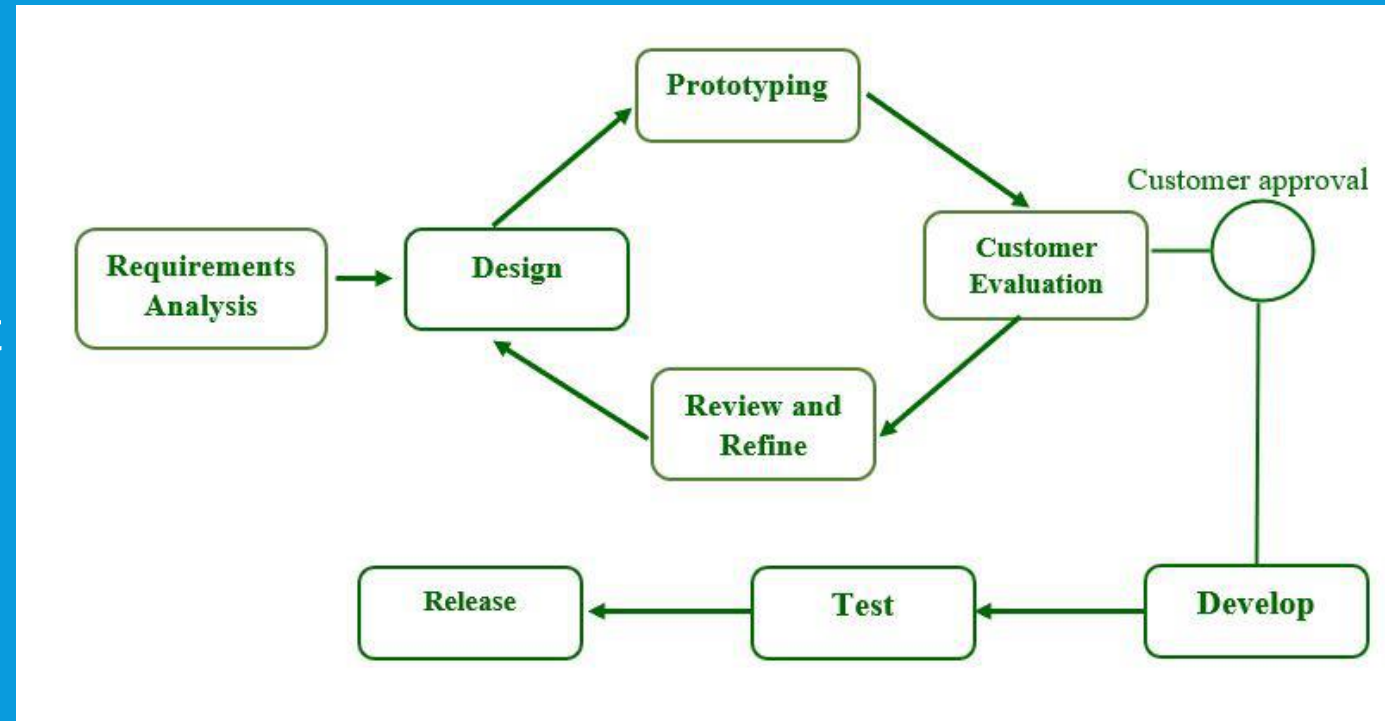 Prototyping
Customer approval
Requirements
Analysis
Design
Customer
Evaluation
Review and
Refine
Release
Test
Develop